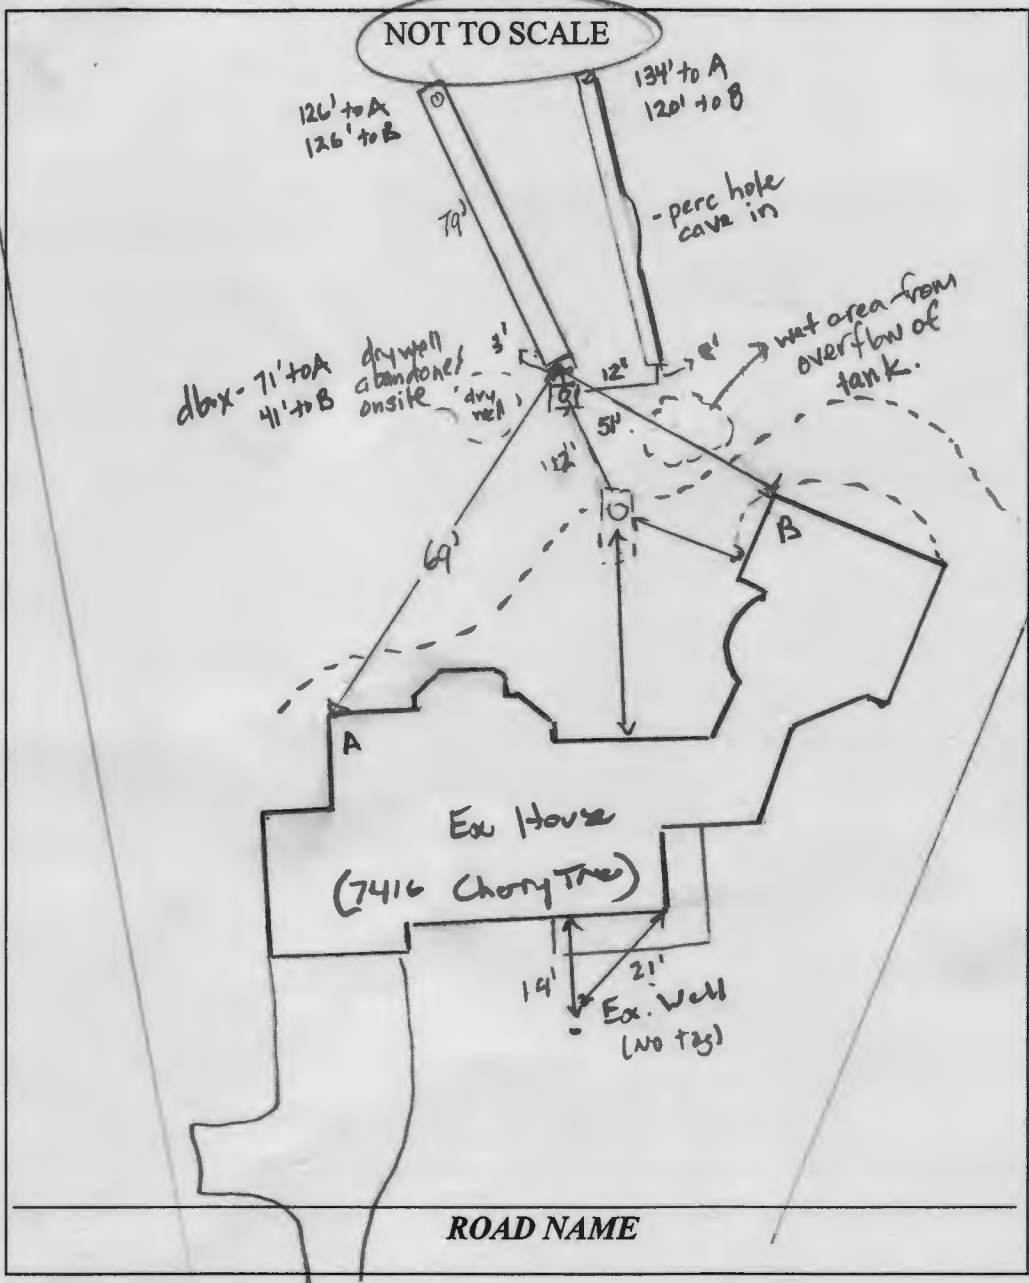 NOT TO SCALE
126' to A
126' to B
134' to A
120' to B
79'
- perc hole
cave in
wet area from
overflow of
tank.
3'
12'
dbox - 71' to A
41' to B
drywell
abandoned
onsite
dry
well
51'
12'
69'
B
A
Ex House
(7416 Cherry Tree)
14'
21'
Ex. Well
(No tag)
ROAD NAME